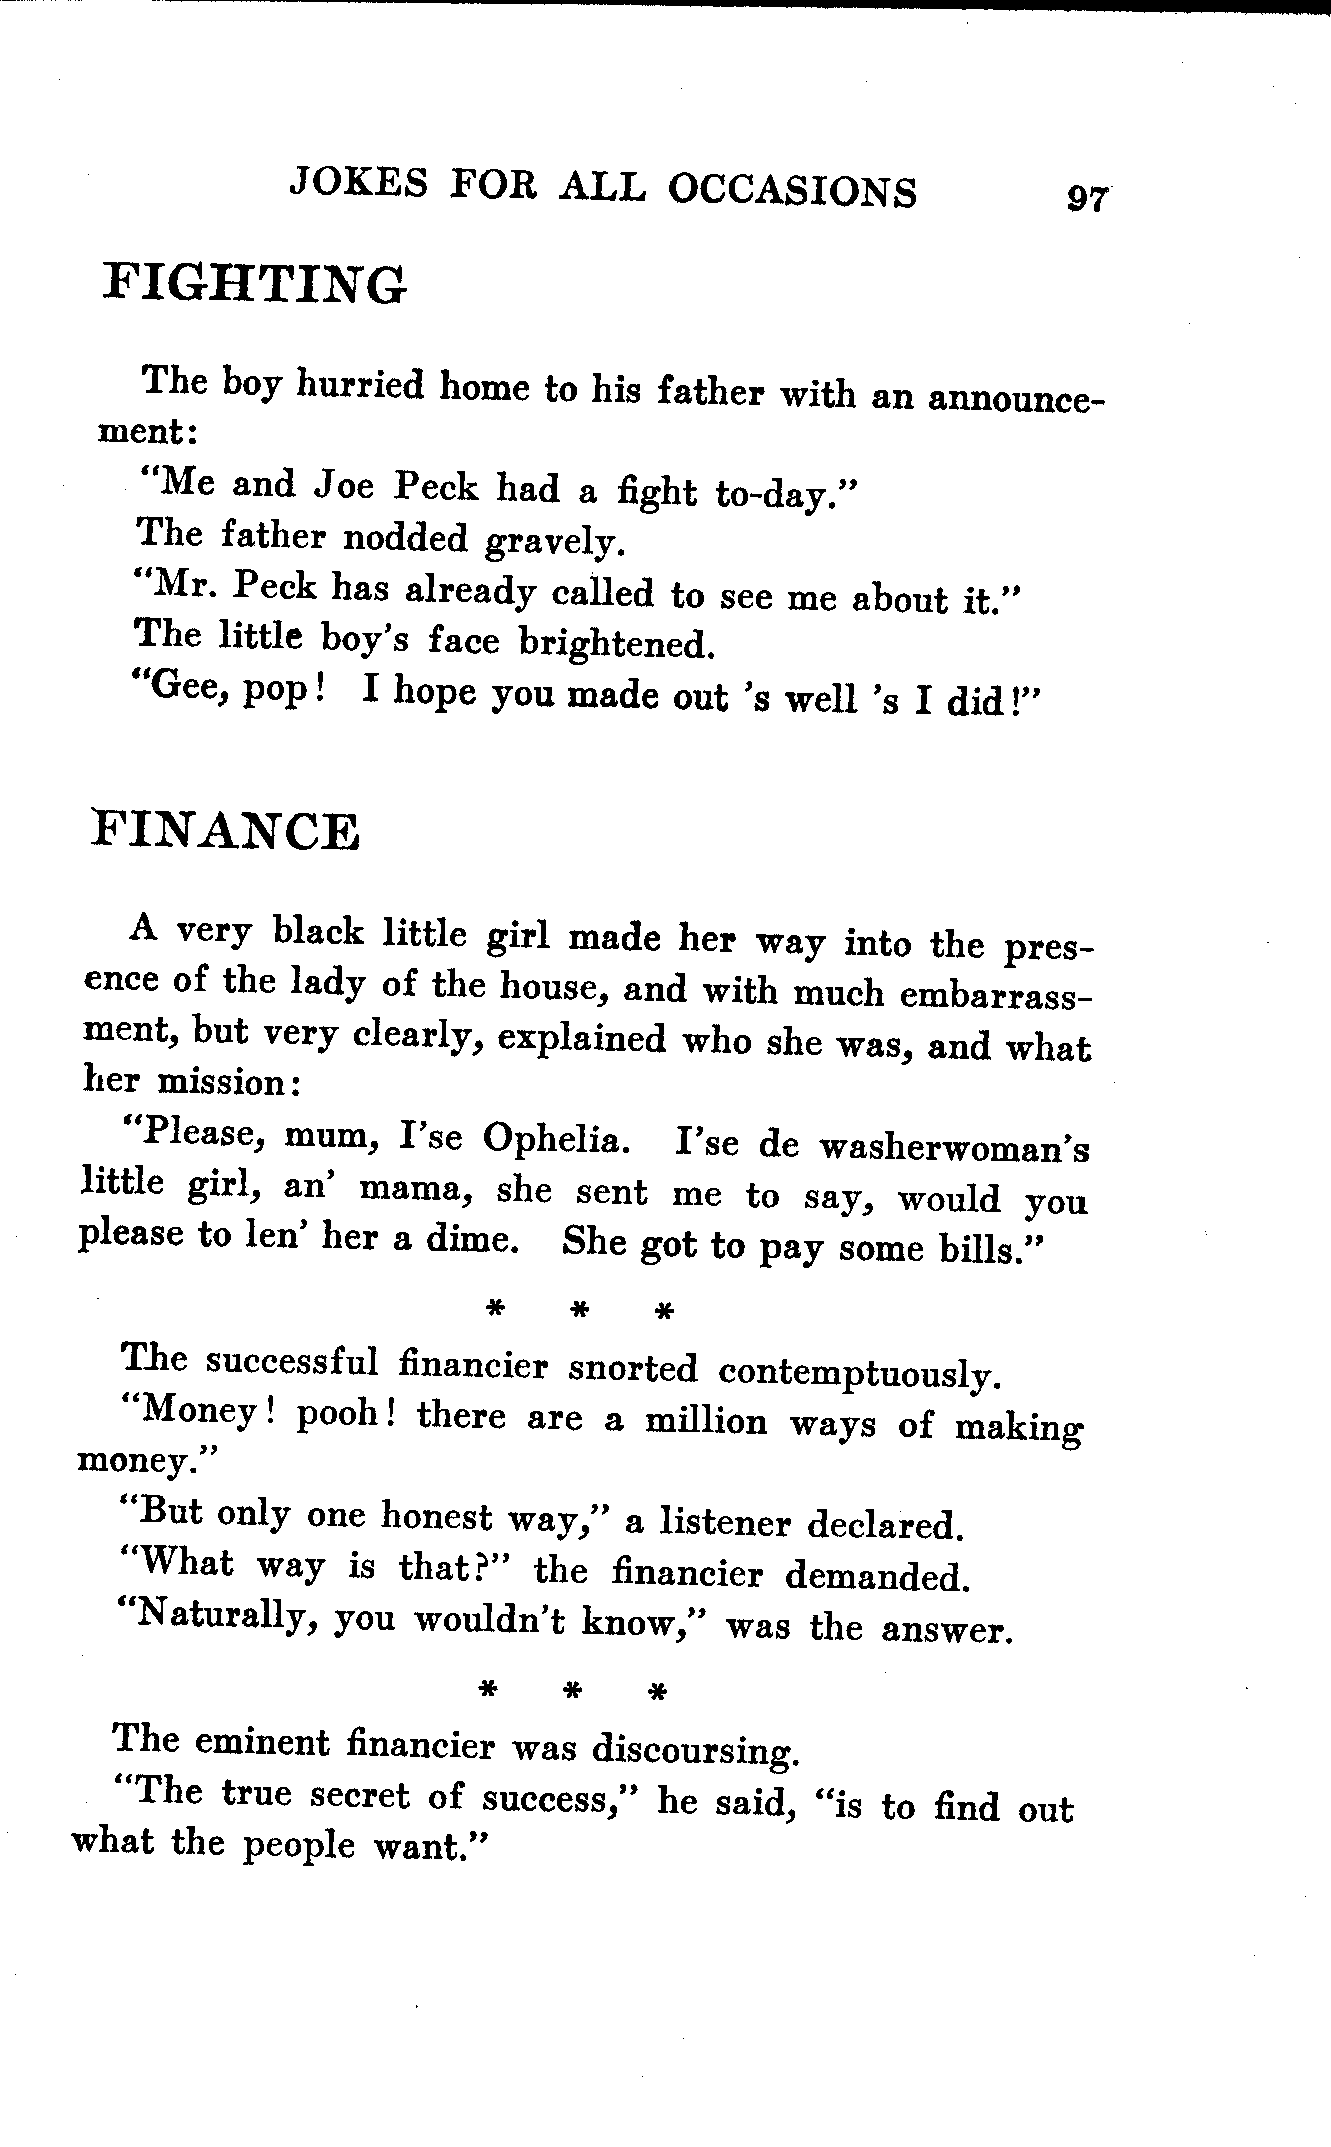 JOKES FOR ALL OCCASIONS 97
FIGHTING
The boy hurried home to his father with an announce-
ment:
"Me and Joe Peck had a fight to-day."
The father nodded gravely.
"Mr. Peck has already called to see me about it."
The little boy's face brightened.
"Gee, pop! I hope you made out 's well 's I did!"
FINANCE
A very black little girl made her way into the pres-
ence of the lady of the house, and with much embarrass-
ment, but very clearly, explained who she was, and what
her mission:
"Please, mum, I'se Ophelia. I'se de washerwoman's
little girl, an' mama, she sent me to say, would you
please to len' her a dime. She got to pay some bills."
* * *
The successful financier snorted contemptuously.
"Money! pooh! there are a million ways of making
money."
"But only one honest way," a listener declared.
"What way is that?" the financier demanded.
"Naturally, you wouldn't know," was the answer.
* * *
The eminent financier was discoursing.
"The true secret of success," he said, "is to find out
what the people want."